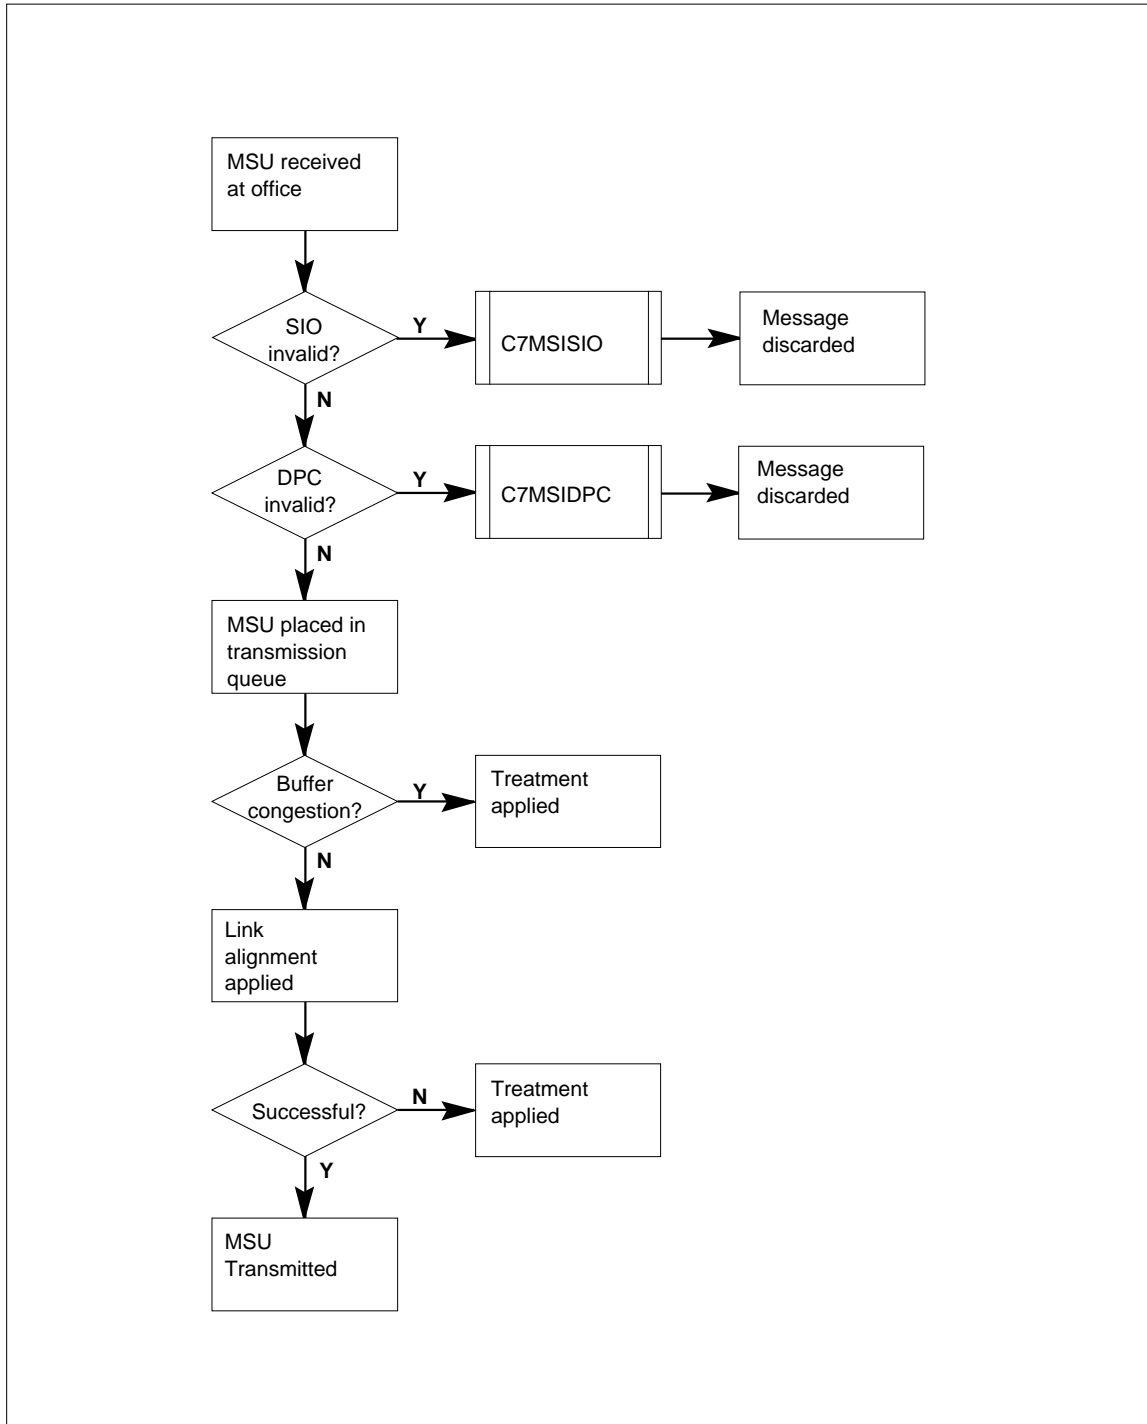 MSU received
at office
SIO
invalid?
Y
C7MSISIO
Message
discarded
N
DPC
invalid?
Y
C7MSIDPC
Message
discarded
N
MSU placed in
transmission
queue
Buffer
congestion?
Y
Treatment
applied
N
Link
alignment
applied
Successful?
N
Treatment
applied
Y
MSU
Transmitted